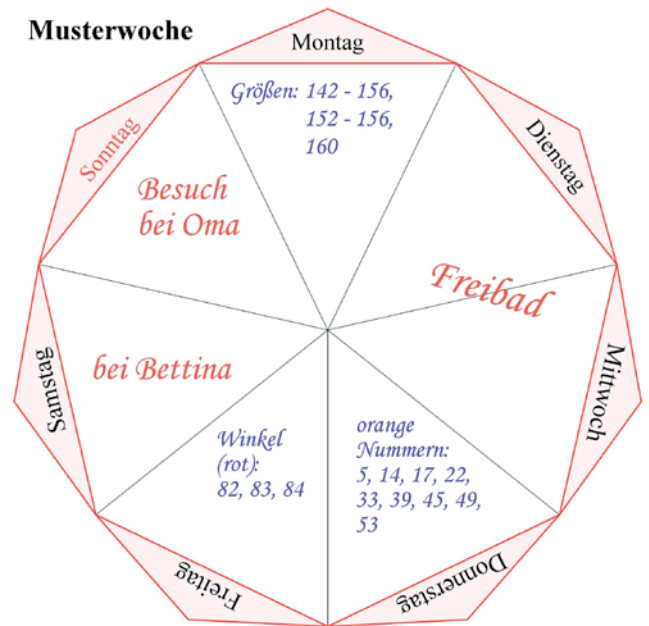 Musterwoche
Montag
Größen: 142 - 156,
152 - 156,
160
Dienstag
Freibad
Mittwoch
Donnerstag
orange
Nummern:
5, 14, 17, 22,
33, 39, 45, 49,
53
Freitag
Winkel
(rot):
82, 83, 84
Samstag
bei Bettina
Sonntag
Besuch
bei Oma